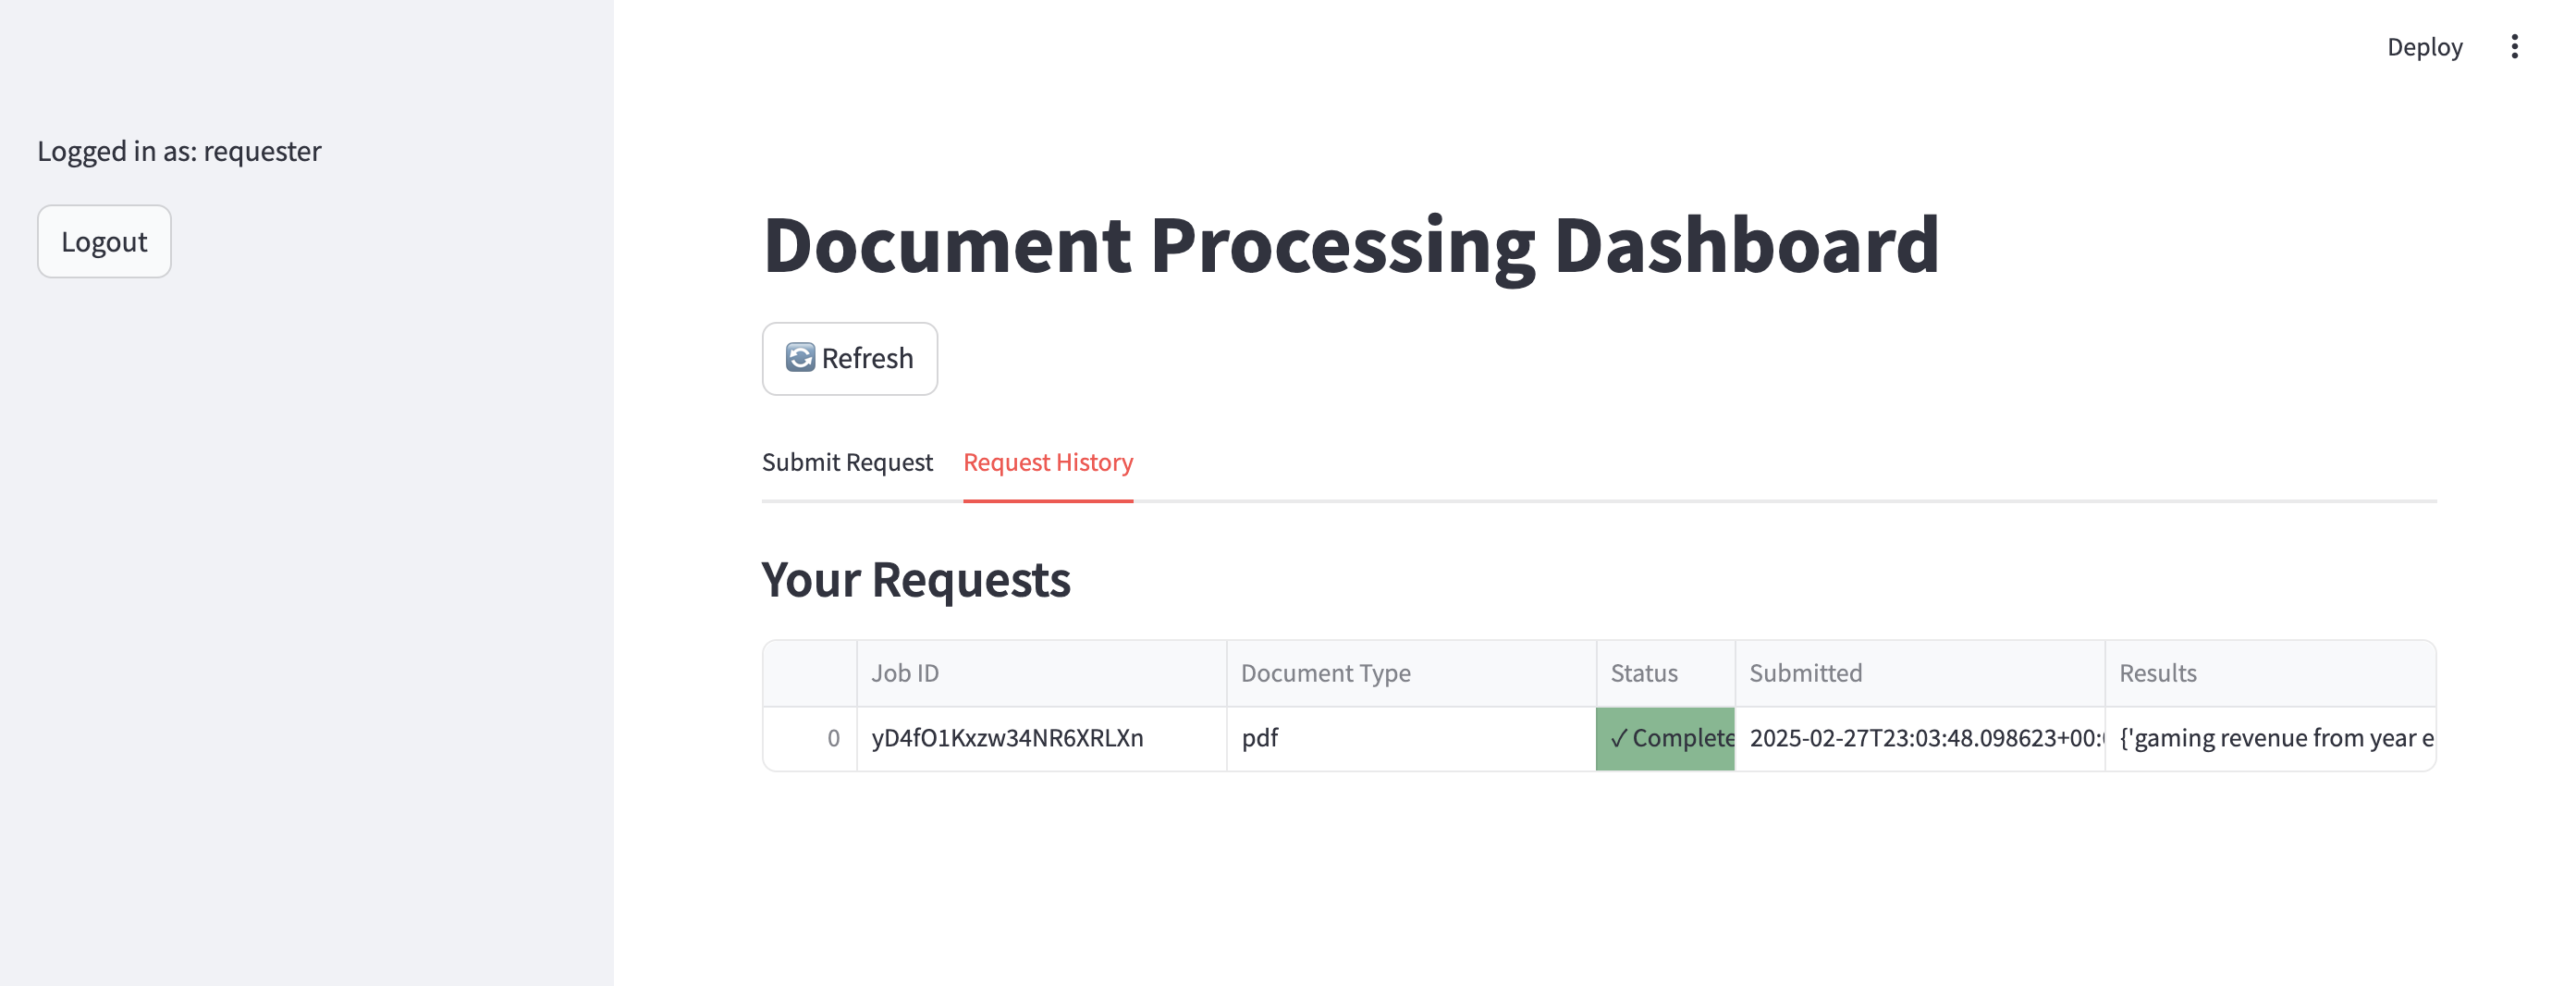 Deploy
Logged in as: requester
Logout
Document Processing Dashboard
Refresh
Submit Request Request History
Your Requests
Job ID Document Type Status Submitted Results
0 yD4fO1Kxzw34NR6XRLXn pdf ✓ Complete 2025-02-27T23:03:48.098623+00: {'gaming revenue from year e